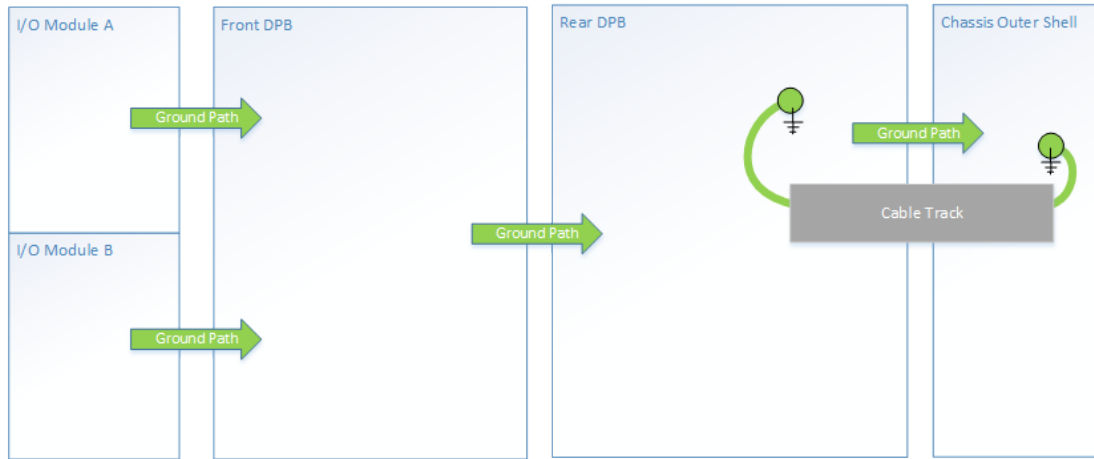 I/O Module A
Front DPB
Rear DPB
Chassis Outer Shell
Ground Path
Ground Path
Cable Track
Ground Path
I/O Module B
Ground Path